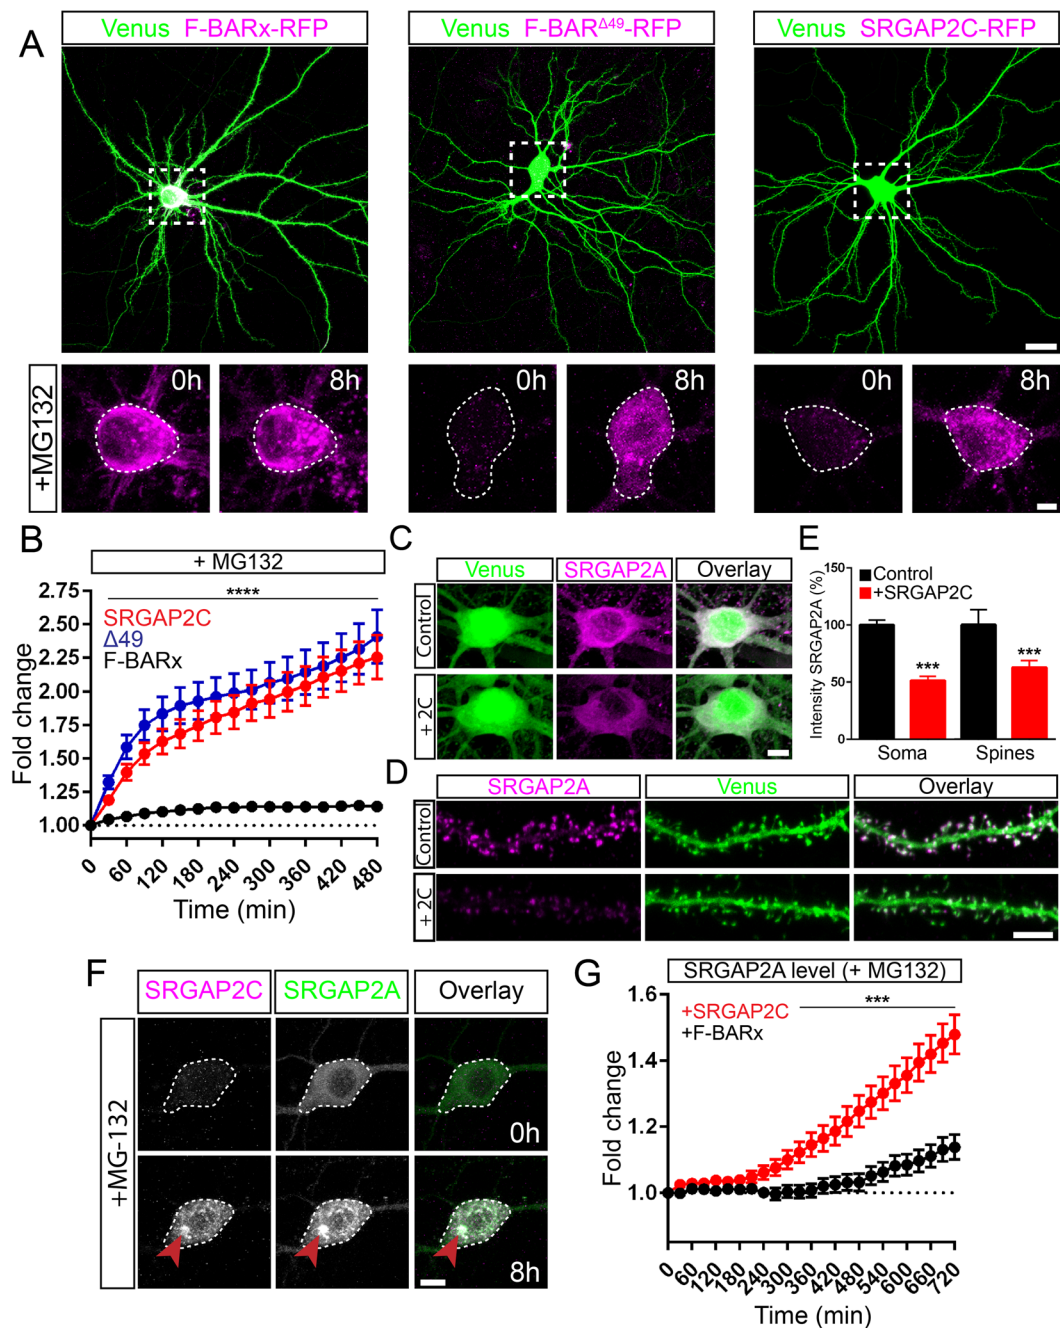 A
Venus F-BARx-RFP
Venus F-BARΔ49-RFP
Venus SRGAP2C-RFP
+MG132
0h
8h
0h
8h
0h
8h
B
+ MG132
****
SRGAP2C
Δ49
F-BARx
Fold change
2.75
2.50
2.25
2.00
1.75
1.50
1.25
1.00
0
60
120
180
240
300
360
420
480
Time (min)
C
Venus
SRGAP2A
Overlay
Control
+ 2C
D
SRGAP2A
Venus
Overlay
Control
+ 2C
E
Intensity SRGAP2A (%)
150
100
50
0
Control
+SRGAP2C
***
***
Soma
Spines
F
SRGAP2C
SRGAP2A
Overlay
+MG-132
0h
8h
G
SRGAP2A level (+ MG132)
+SRGAP2C
+F-BARx
***
Fold change
1.6
1.4
1.2
1.0
0
60
120
180
240
300
360
420
480
540
600
660
720
Time (min)